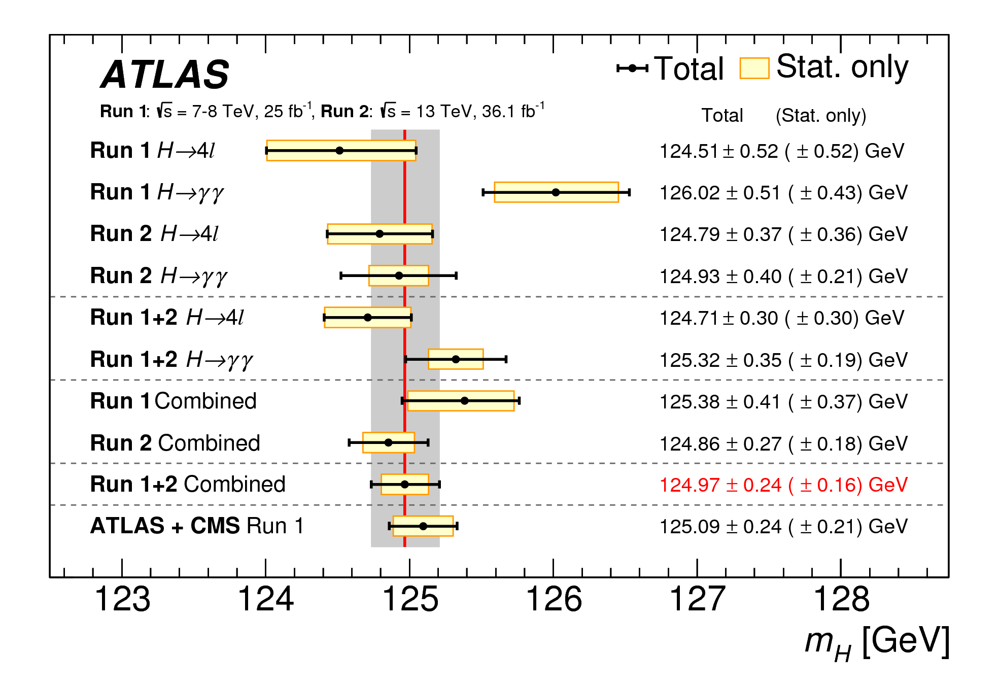 ATLAS
Total Stat. only
Run 1: √s = 7-8 TeV, 25 fb⁻¹, Run 2: √s = 13 TeV, 36.1 fb⁻¹
Total (Stat. only)
Run 1 H→4l 124.51 ± 0.52 ( ± 0.52) GeV
Run 1 H→γγ 126.02 ± 0.51 ( ± 0.43) GeV
Run 2 H→4l 124.79 ± 0.37 ( ± 0.36) GeV
Run 2 H→γγ 124.93 ± 0.40 ( ± 0.21) GeV
Run 1+2 H→4l 124.71 ± 0.30 ( ± 0.30) GeV
Run 1+2 H→γγ 125.32 ± 0.35 ( ± 0.19) GeV
Run 1 Combined 125.38 ± 0.41 ( ± 0.37) GeV
Run 2 Combined 124.86 ± 0.27 ( ± 0.18) GeV
Run 1+2 Combined 124.97 ± 0.24 ( ± 0.16) GeV
ATLAS + CMS Run 1 125.09 ± 0.24 ( ± 0.21) GeV
123 124 125 126 127 128
m_H [GeV]